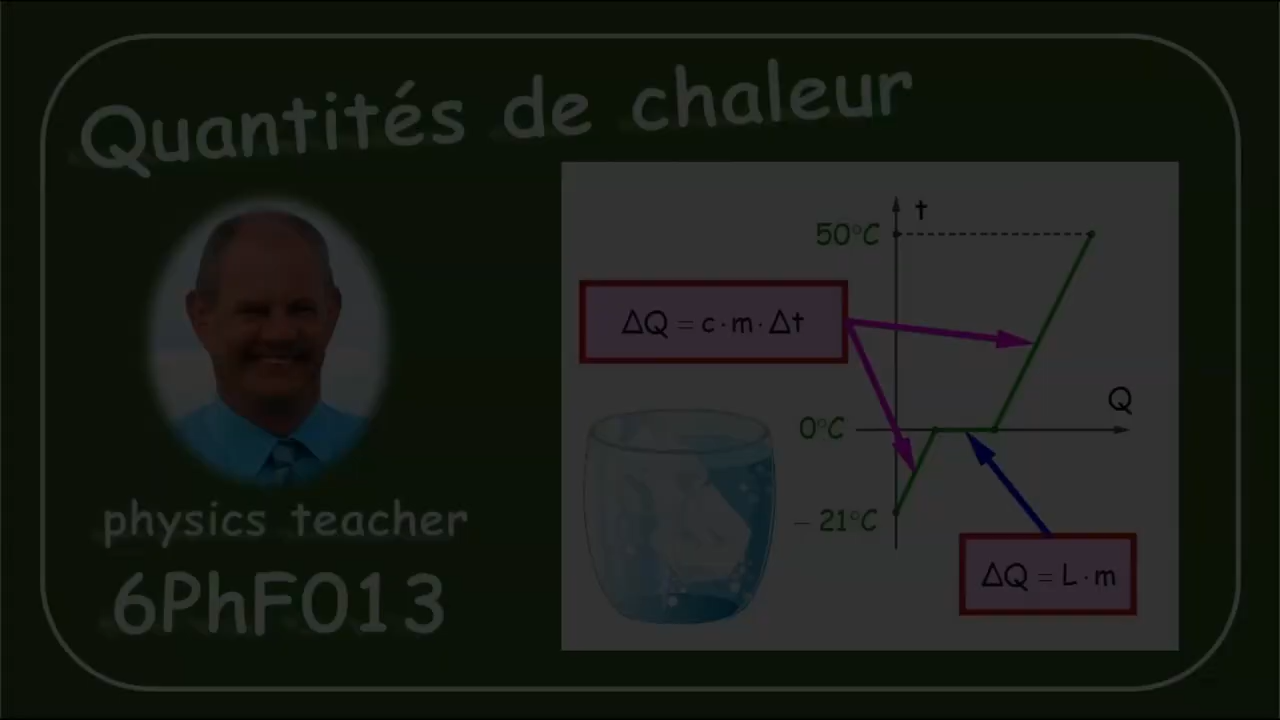 Quantités de chaleur
t
50°C
ΔQ = c·m·Δt
Q
0°C
– 21°C
ΔQ = L·m
physics teacher
6PhF013